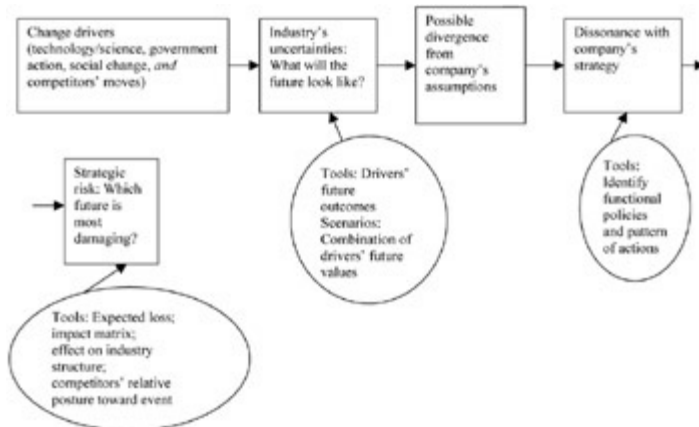 Change drivers
(technology/science, government
action, social change, and
competitors' moves)
Industry's
uncertainties:
What will the
future look like?
Possible
divergence
from
company's
assumptions
Dissonance with
company's
strategy
Strategic
risk: Which
future is
most
damaging?
Tools: Drivers'
future
outcomes
Scenarios:
Combination of
drivers' future
values
Tools:
Identify
functional
policies
and pattern
of actions
Tools: Expected loss;
impact matrix;
effect on industry
structure;
competitors' relative
posture toward event